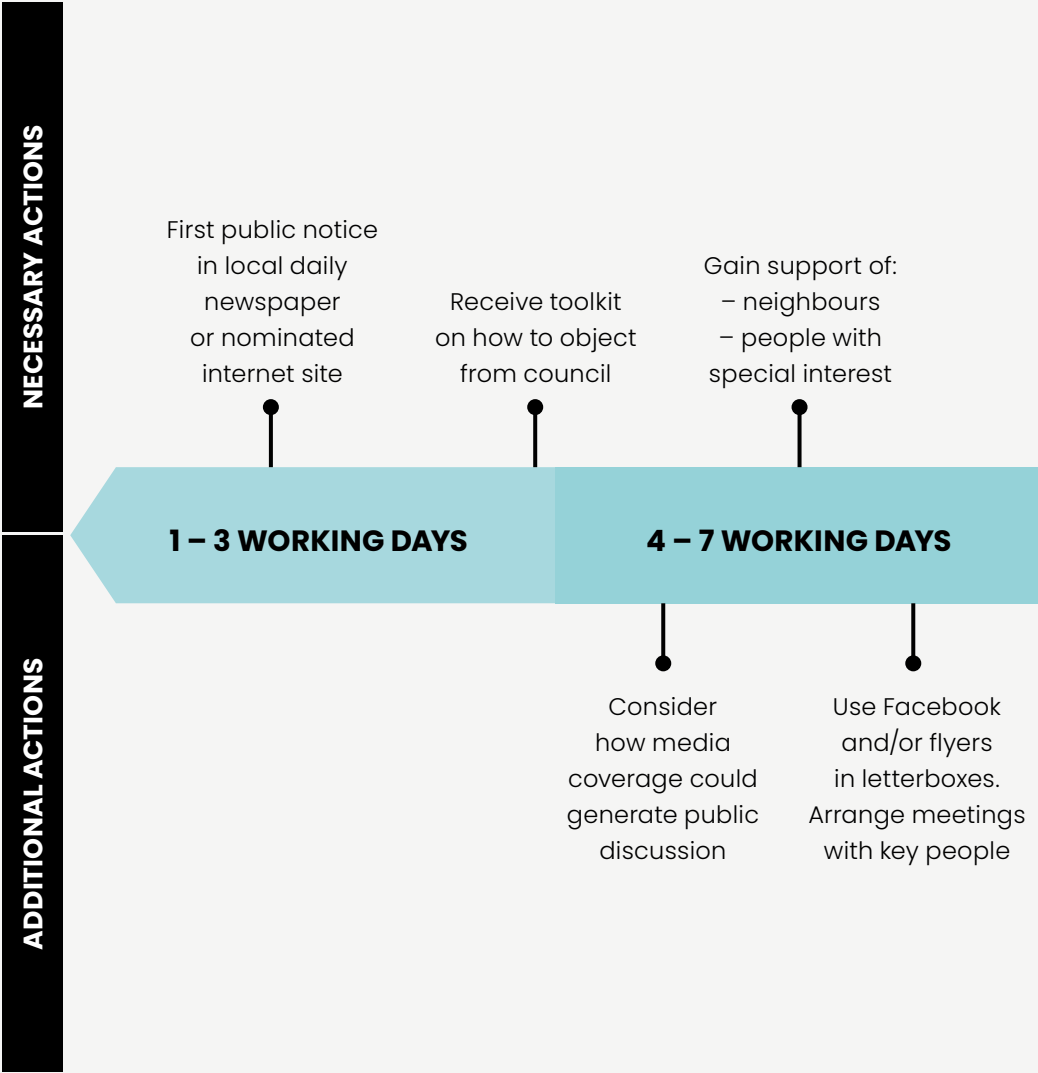 NECESSARY ACTIONS
First public notice
in local daily
newspaper
or nominated
internet site
Receive toolkit
on how to object
from council
Gain support of:
– neighbours
– people with
special interest
1 – 3 WORKING DAYS
4 – 7 WORKING DAYS
ADDITIONAL ACTIONS
Consider
how media
coverage could
generate public
discussion
Use Facebook
and/or flyers
in letterboxes.
Arrange meetings
with key people